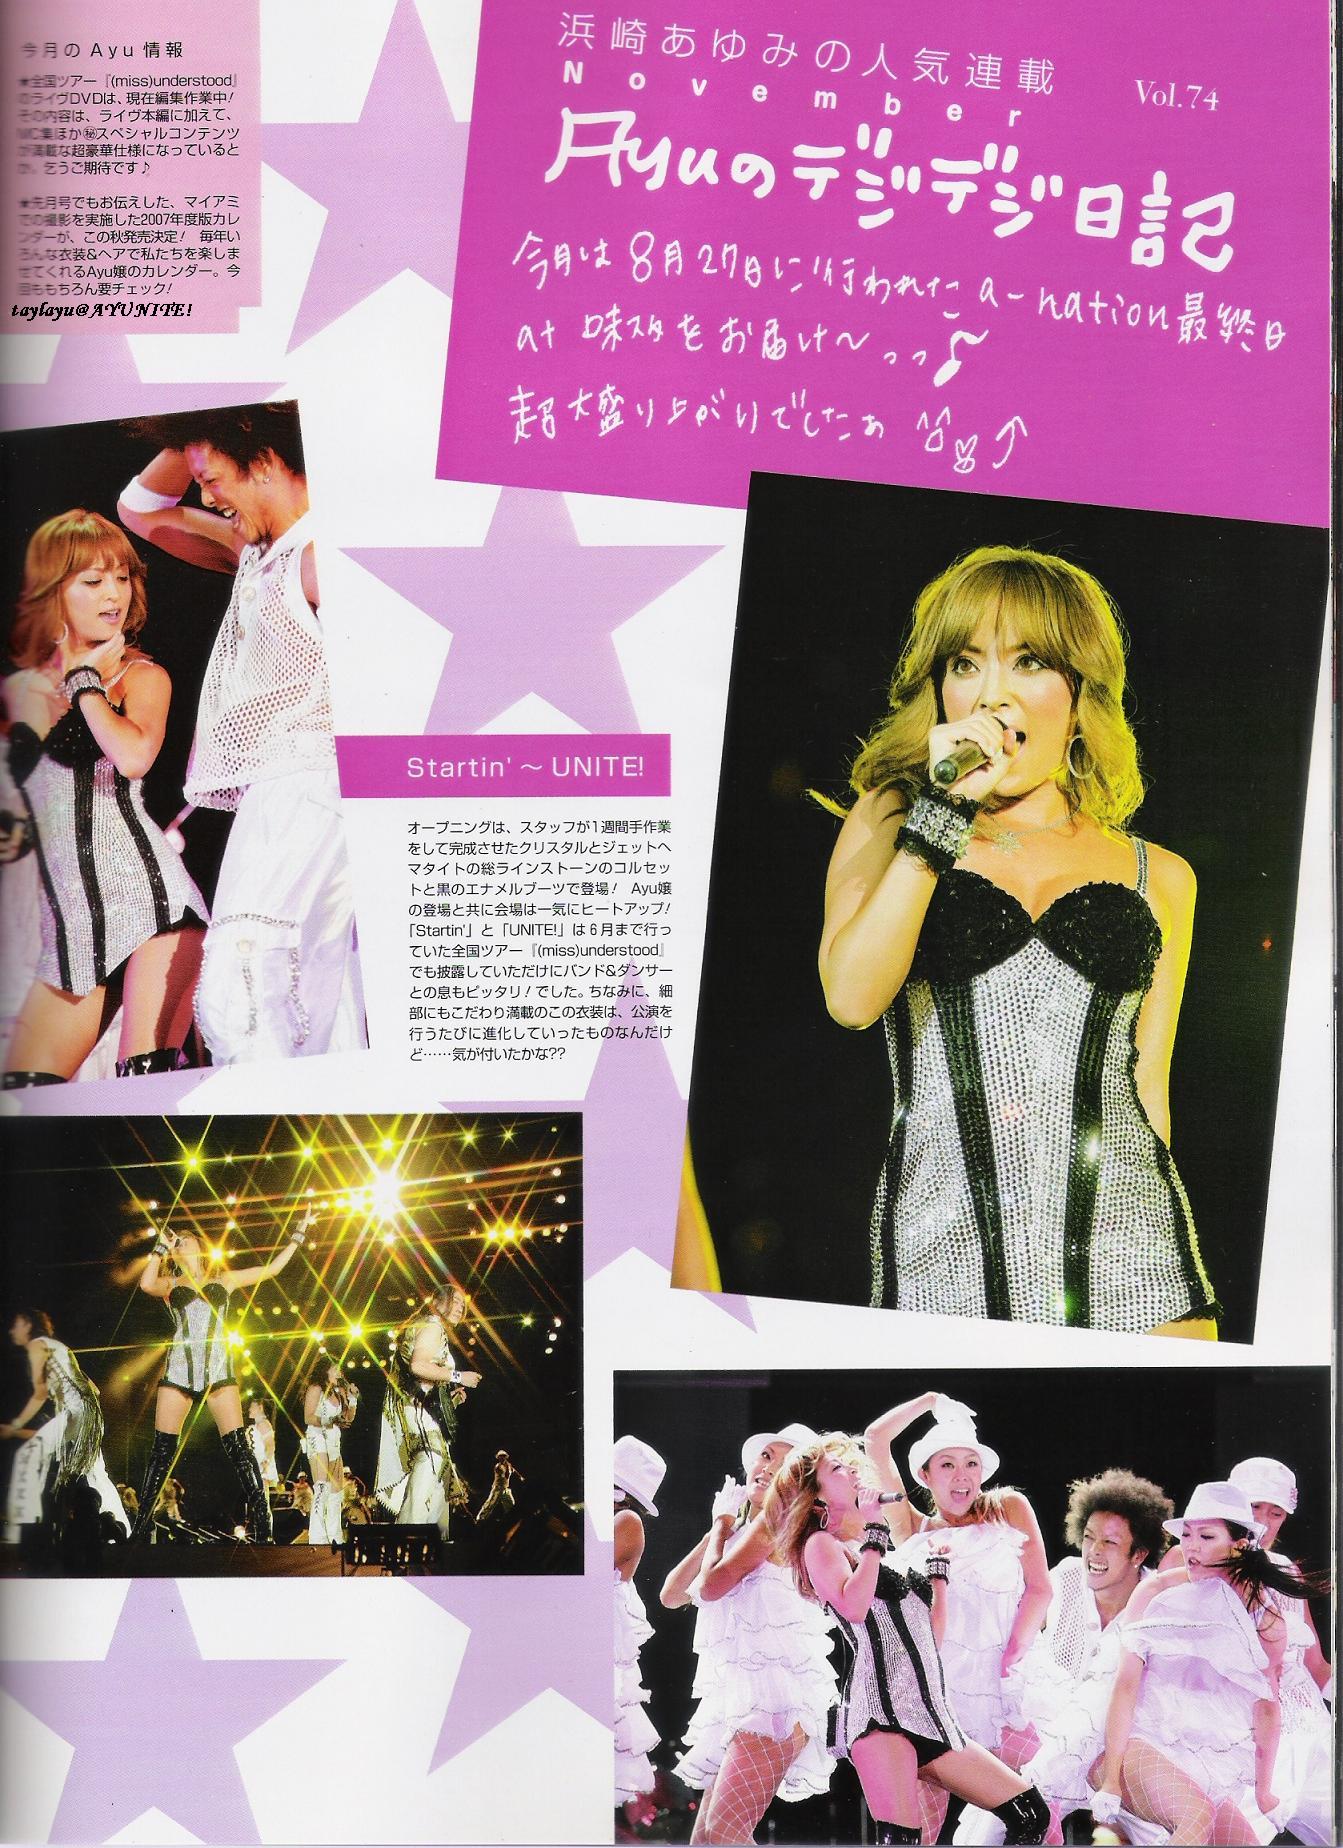 浜崎あゆみの人気連載
November
Vol.74
Ayuのデジデジ日記
今月は8月27日に行われた a-nation最終日
at 味スタをお届け〜っっ♪
超大盛り上がりでしたぁ
今月のAyu情報
★全国ツアー『(miss)understood』
のライヴDVDは、現在編集作業中!
その内容は、ライヴ本編に加えて、
MC集ほか㊙スペシャルコンテンツ
が満載な超豪華仕様になっていると
か。乞うご期待です♪
★先月号でもお伝えした、マイアミ
での撮影を実施した2007年度版カレ
ンダーが、この秋発売決定! 毎年い
ろんな衣装&ヘアで私たちを楽しま
せてくれるAyu嬢のカレンダー。今
回ももちろん要チェック!
taylayu@AYUNITE!
Startin' 〜 UNITE!
オープニングは、スタッフが1週間手作業
をして完成させたクリスタルとジェットヘ
マタイトの総ラインストーンのコルセッ
トと黒のエナメルブーツで登場! Ayu嬢
の登場と共に会場は一気にヒートアップ!
「Startin'」と「UNITE!」は6月まで行っ
ていた全国ツアー『(miss)understood』
でも披露していただけにバンド&ダンサー
との息もピッタリ!でした。ちなみに、細
部にもこだわり満載のこの衣装は、公演を
行うたびに進化していったものなんだけ
ど……気が付いたかな??